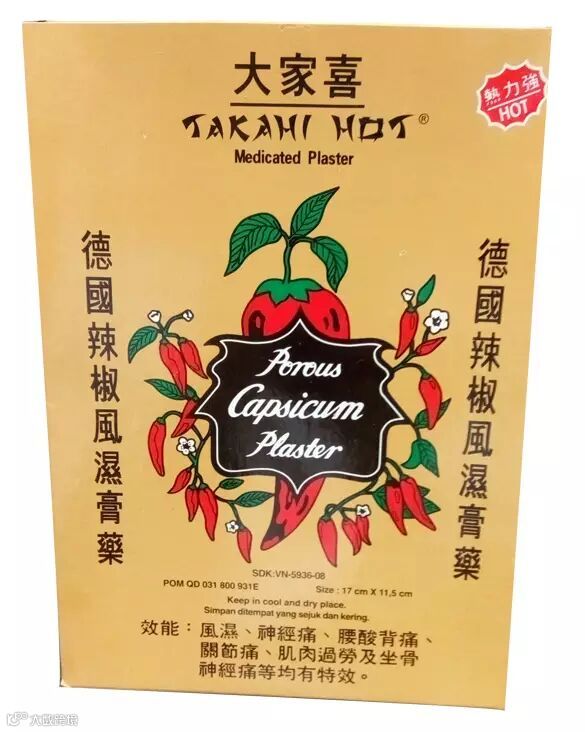 大家喜
TAKAHI HOT®
Medicated Plaster
熱力強
HOT
德國辣椒風濕膏藥
德國辣椒風濕膏藥
Porous
Capsicum
Plaster
SDK:VN-5936-08
POM QD 031 800 931E Size : 17 cm X 11,5 cm
Keep in cool and dry place.
Simpan ditempat yang sejuk dan kering.
效能：風濕、神經痛、腰酸背痛、
關節痛、肌肉過勞及坐骨
神經痛等均有特效。
大数跨境